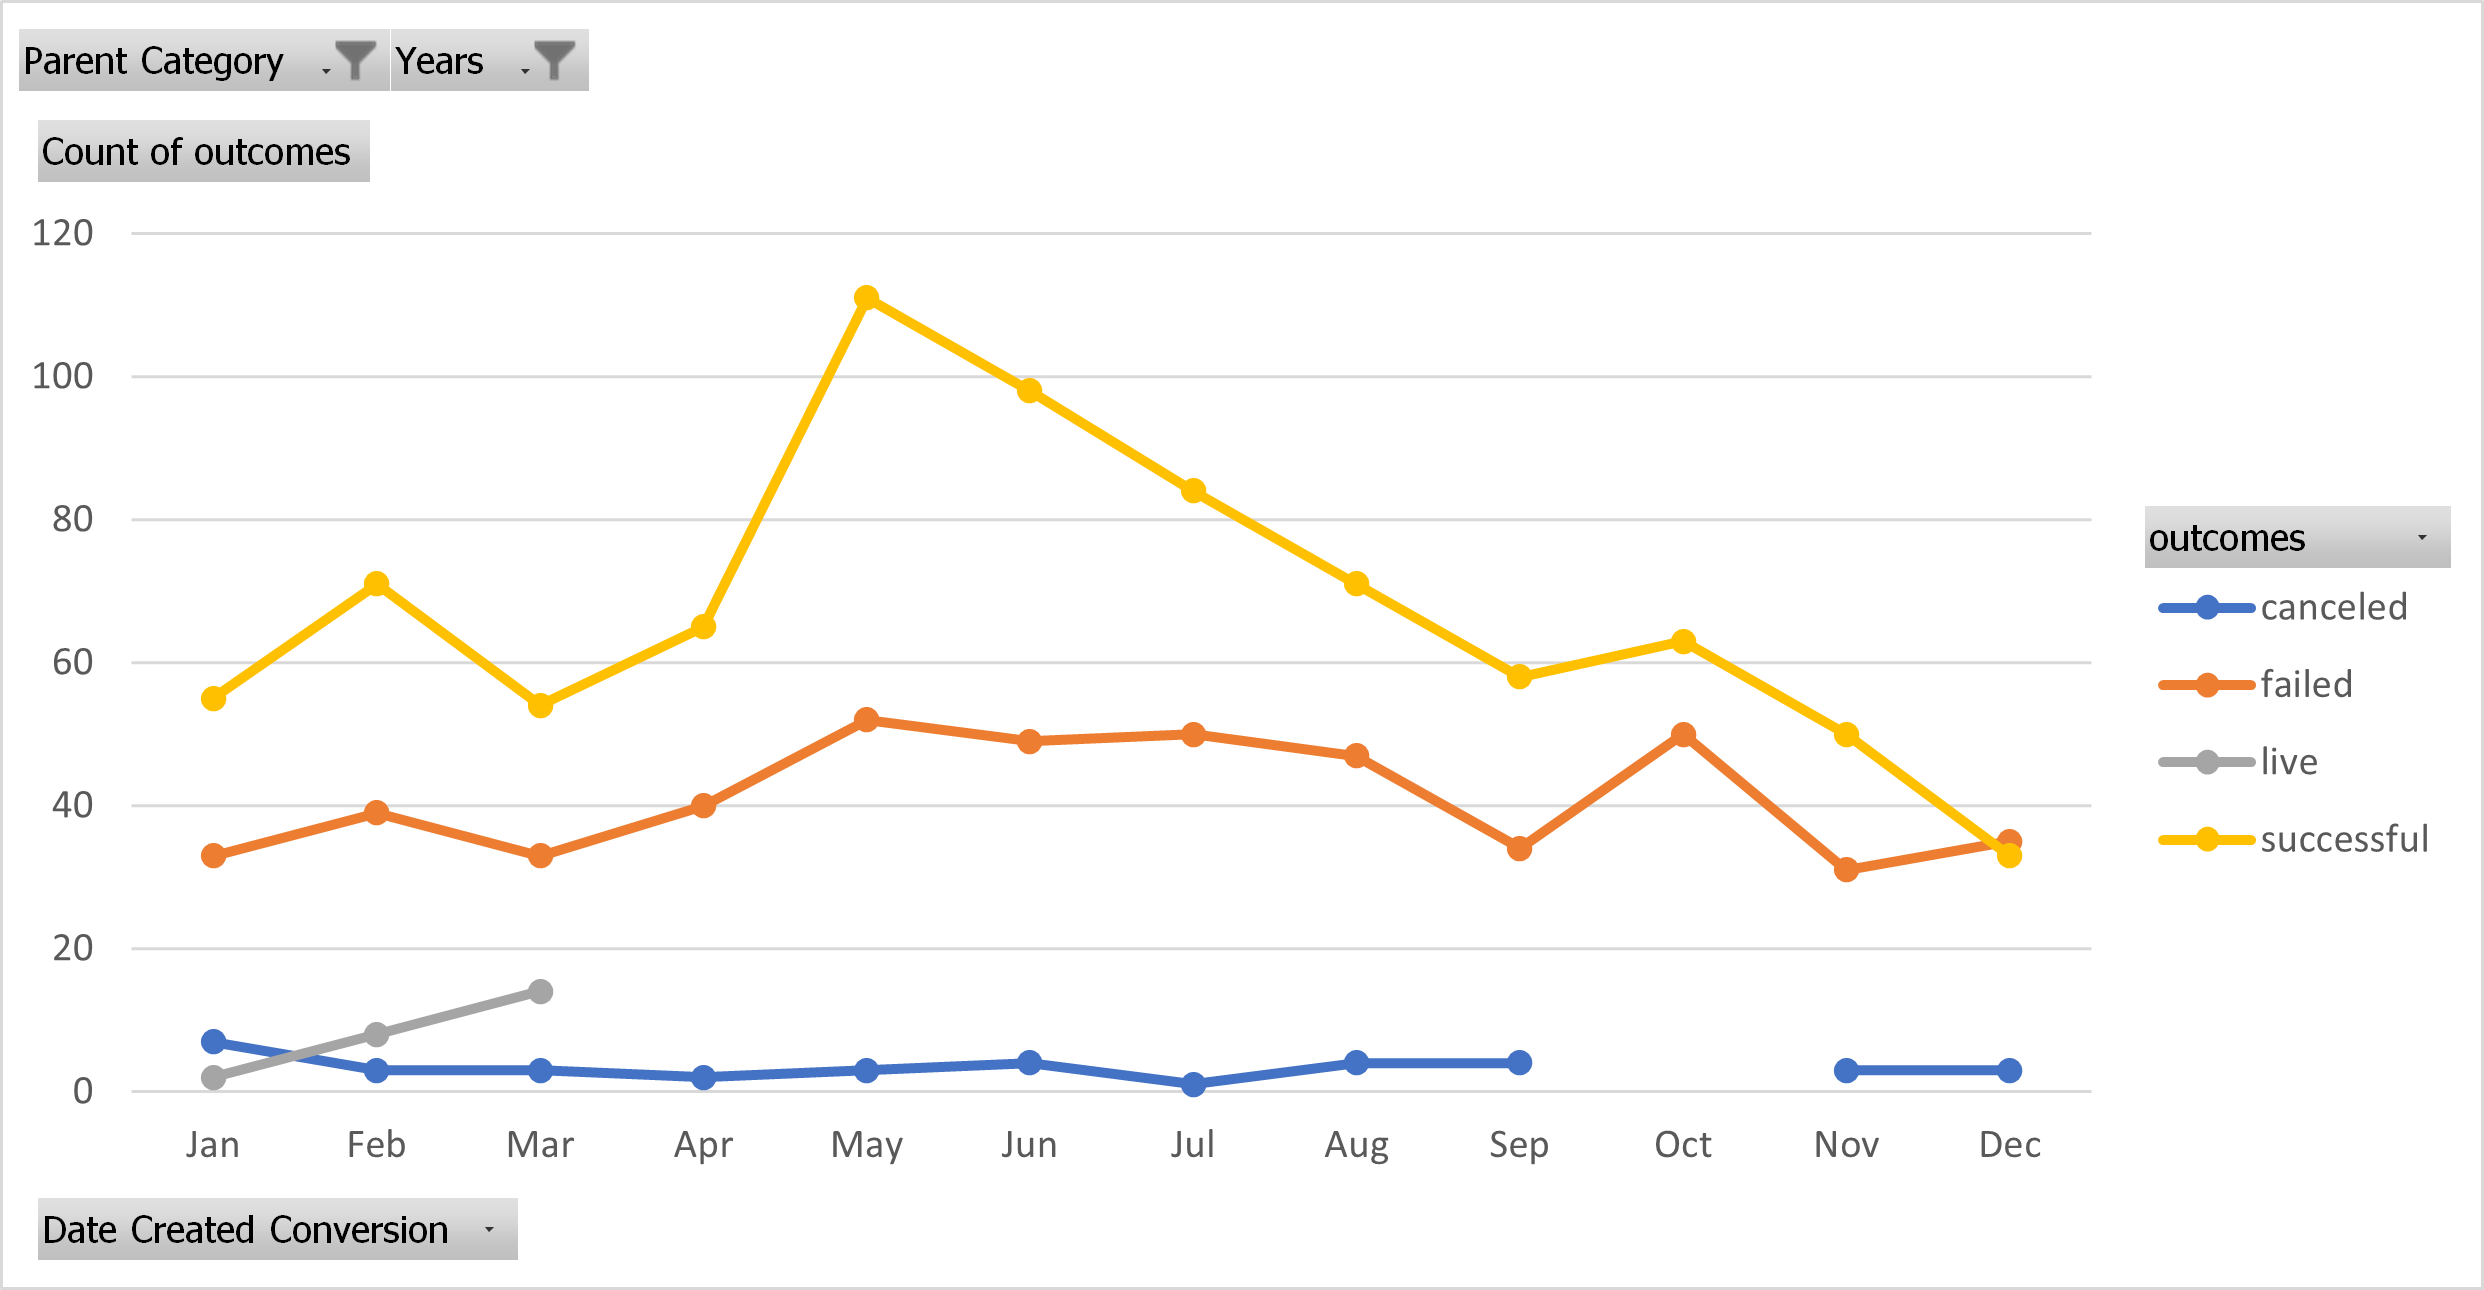 Parent Category Years
Count of outcomes
120
100
80
60
40
20
0
Jan Feb Mar Apr May Jun Jul Aug Sep Oct Nov Dec
outcomes
canceled
failed
live
successful
Date Created Conversion